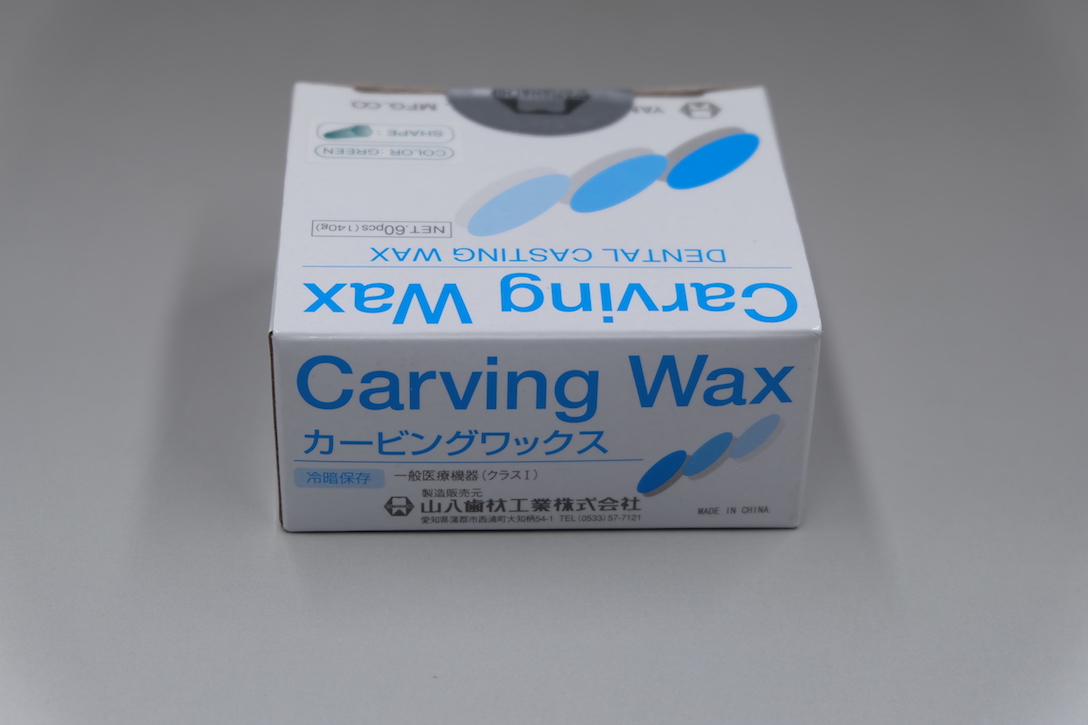 YAMAHACHI
YAM
MFG.CO.
SHAPE:
COLOR:GREEN
NET.60pcs(140g)
DENTAL CASTING WAX
Carving Wax
Carving Wax
カービングワックス
冷暗保存 一般医療機器(クラスⅠ)
製造販売元
山八歯材工業株式会社
愛知県蒲郡市西浦町大知柄54-1 TEL(0533)57-7121
MADE IN CHINA